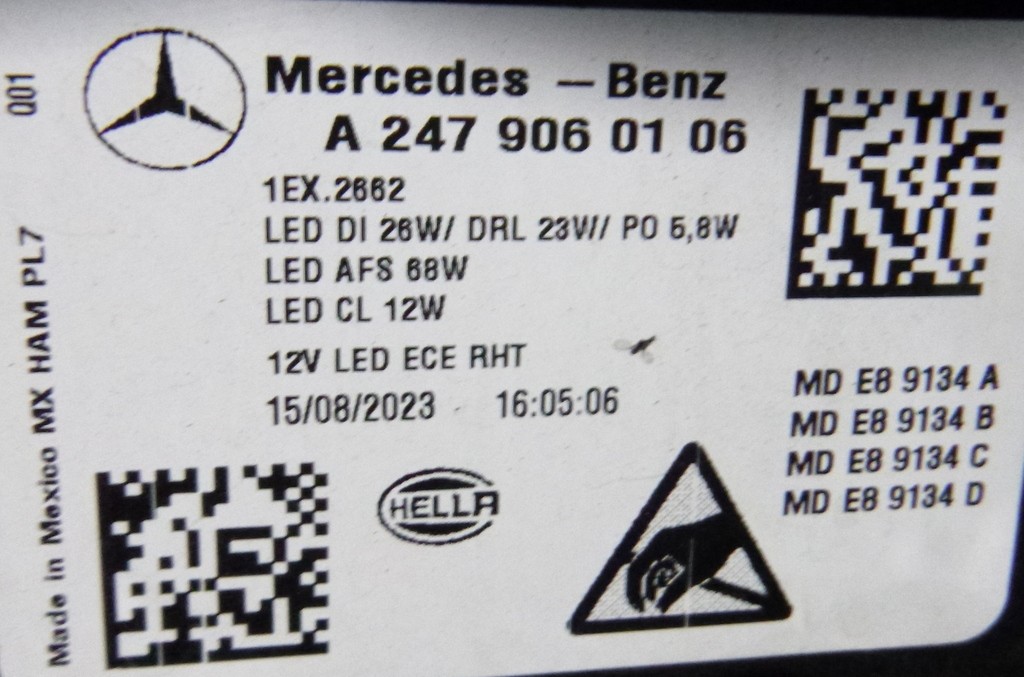 Q01
Made in Mexico MX HAM PL7
Mercedes – Benz
A 247 906 01 06
1EX.2662
LED DI 26W/ DRL 23W// PO 5,8W
LED AFS 68W
LED CL 12W
12V LED ECE RHT
15/08/2023 16:05:06
MD E8 9134 A
MD E8 9134 B
MD E8 9134 C
MD E8 9134 D
HELLA